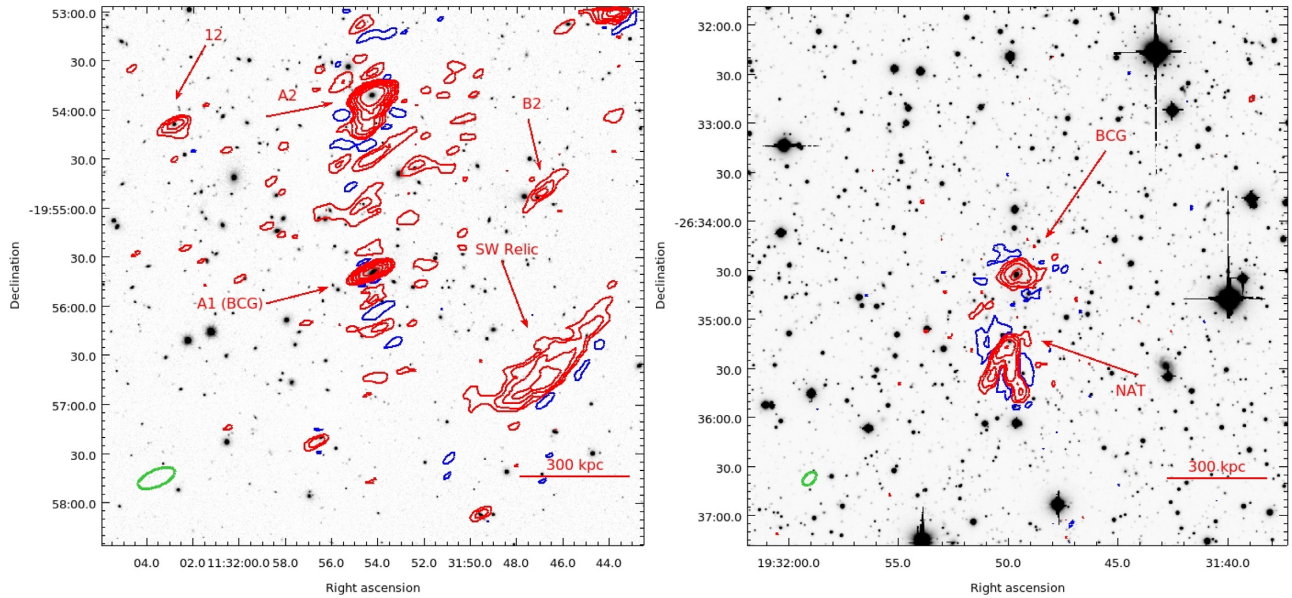 53:00.0
12
30.0
A2
B2
54:00.0
30.0
-19:55:00.0
SW Relic
30.0
A1 (BCG)
56:00.0
30.0
57:00.0
30.0
300 kpc
58:00.0
04.0 02.0 11:32:00.0 58.0 56.0 54.0 52.0 31:50.0 48.0 46.0 44.0
Right ascension
Declination
32:00.0
30.0
33:00.0
BCG
30.0
-26:34:00.0
30.0
35:00.0
30.0
NAT
36:00.0
30.0
300 kpc
37:00.0
19:32:00.0 55.0 50.0 45.0 31:40.0
Right ascension
Declination